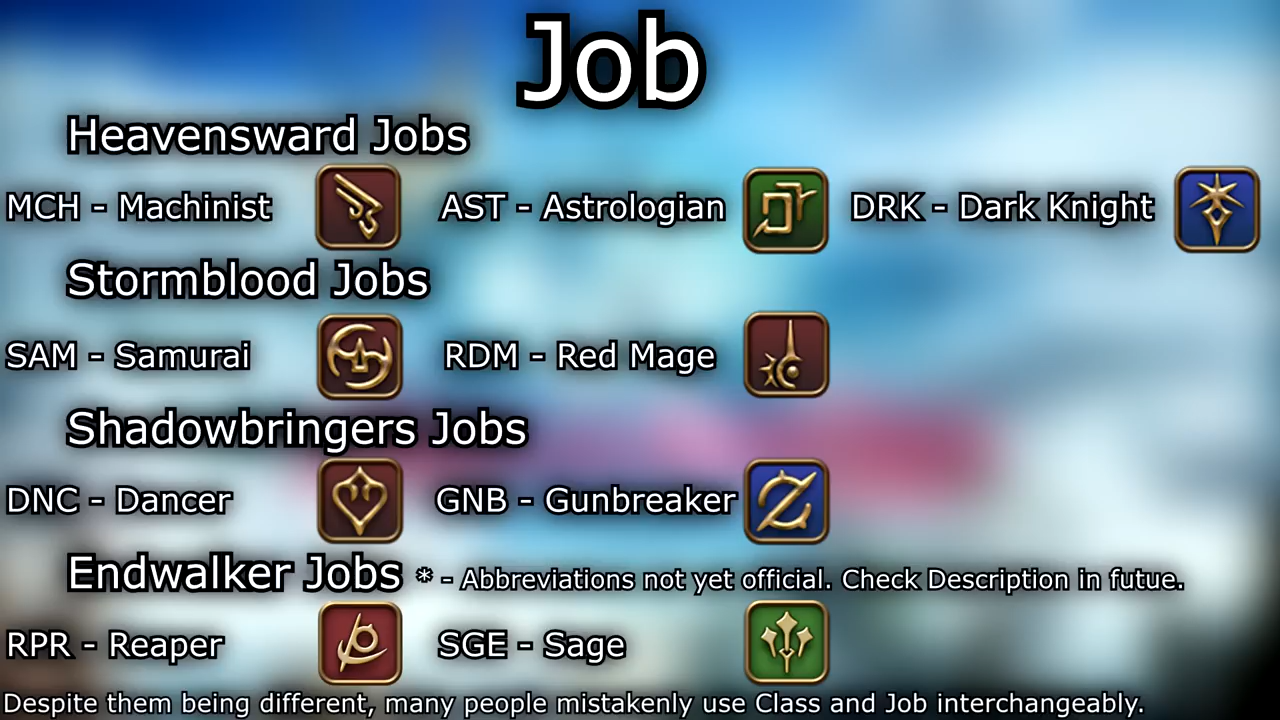 Job
Heavensward Jobs
MCH - Machinist AST - Astrologian DRK - Dark Knight
Stormblood Jobs
SAM - Samurai RDM - Red Mage
Shadowbringers Jobs
DNC - Dancer GNB - Gunbreaker
Endwalker Jobs * - Abbreviations not yet official. Check Description in futue.
RPR - Reaper SGE - Sage
Despite them being different, many people mistakenly use Class and Job interchangeably.